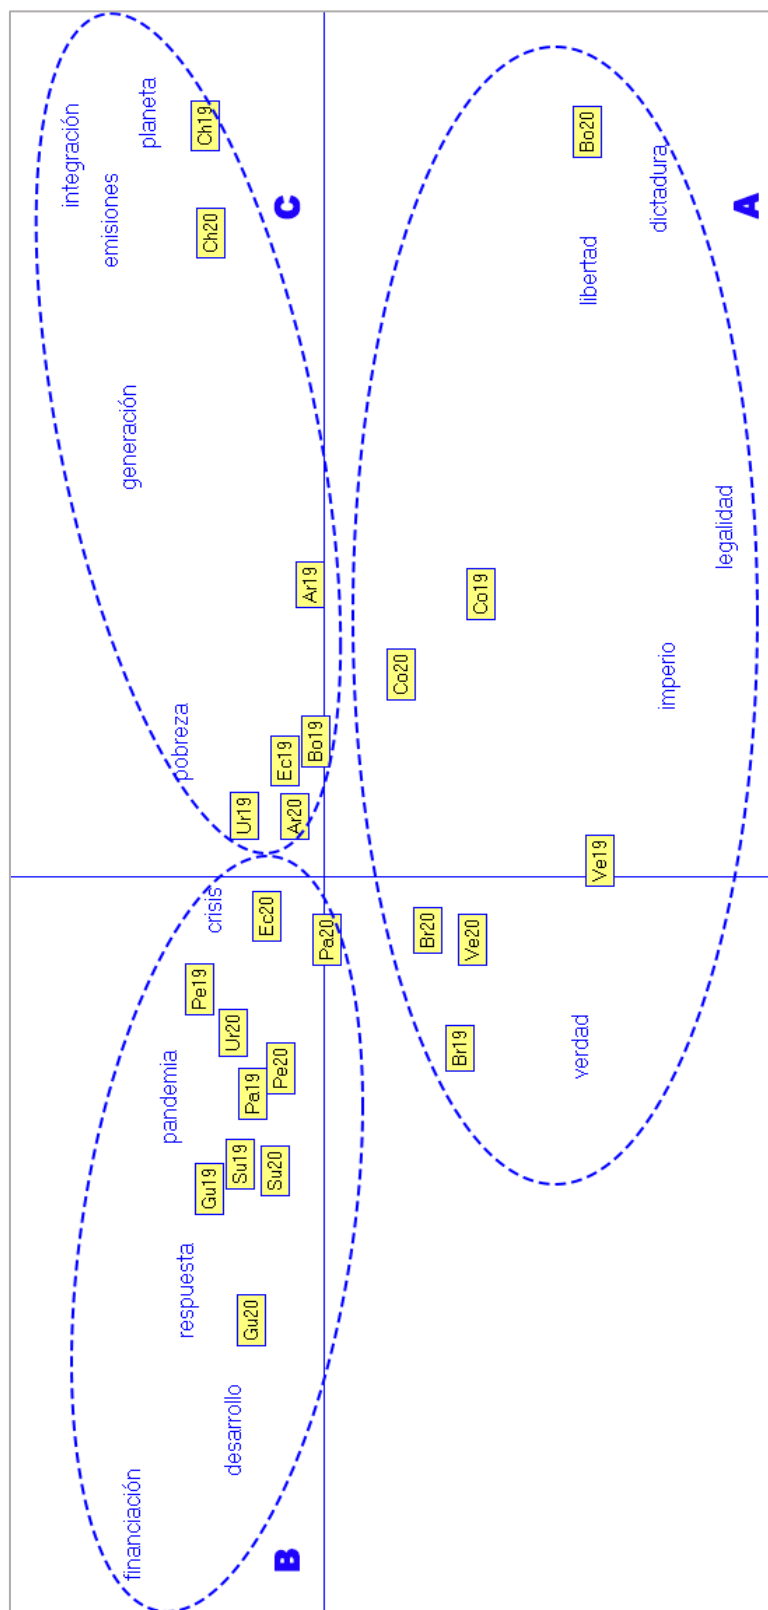 integración
planeta
Ch19
emisiones
Ch20
C
generación
Ar19
pobreza
Bo19
Ec19
Ur19
Ar20
crisis
Ec20
Pa20
Pe19
Ur20
pandemia
Pe20
Pa19
Su19
Gu19
Su20
respuesta
Gu20
desarrollo
financiación
B
Bo20
dictadura
libertad
A
legalidad
Co19
Co20
imperio
Ve19
Br20
Ve20
Br19
verdad